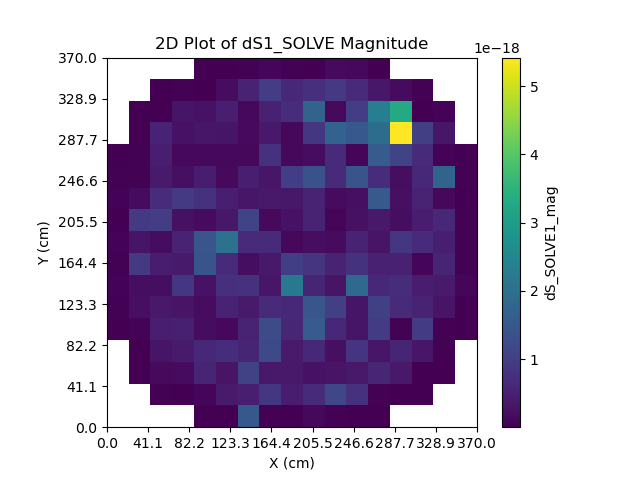 2D Plot of dS1_SOLVE Magnitude
1e−18
370.0
328.9
287.7
246.6
205.5
164.4
123.3
82.2
41.1
0.0
Y (cm)
0.0 41.1 82.2 123.3 164.4 205.5 246.6 287.7 328.9 370.0
X (cm)
5
4
3
2
1
dS_SOLVE1_mag